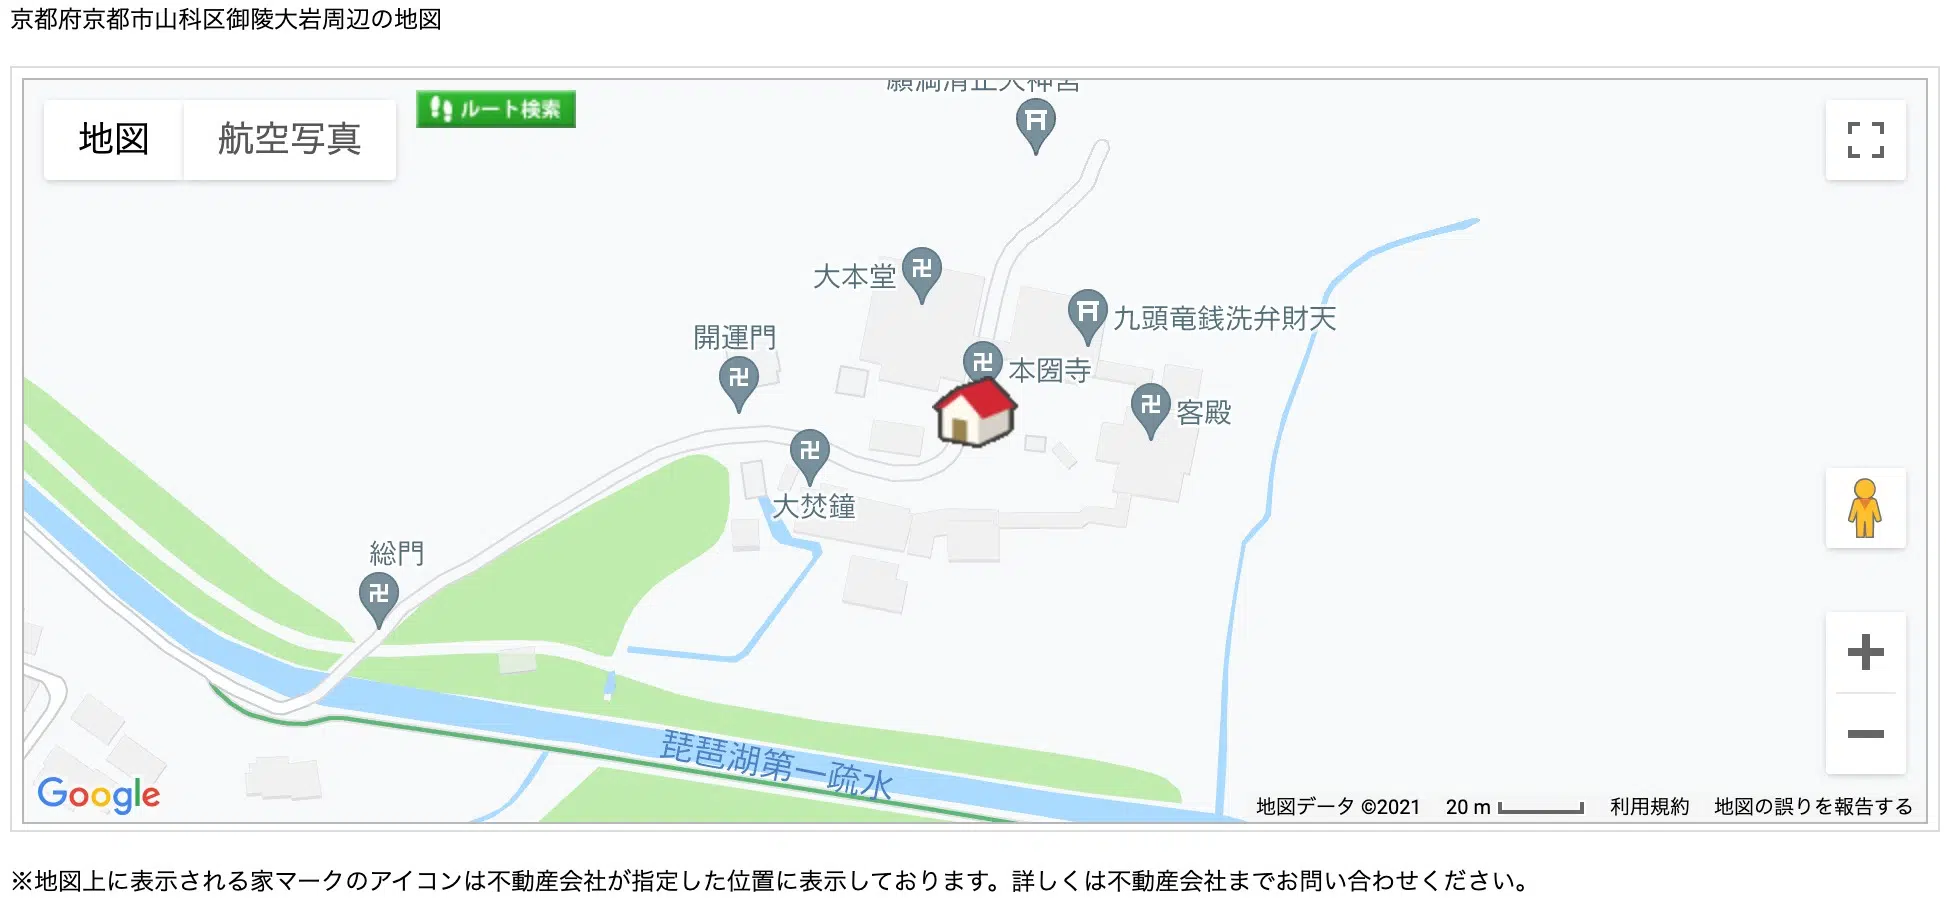 京都府京都市山科区御陵大岩周辺の地図
地図
航空写真
ルート検索
願満清正大神宮
大本堂
九頭竜銭洗弁財天
開運門
本圀寺
客殿
大梵鐘
総門
琵琶湖第一疏水
Google
地図データ ©2021
20 m
利用規約
地図の誤りを報告する
※地図上に表示される家マークのアイコンは不動産会社が指定した位置に表示しております。詳しくは不動産会社までお問い合わせください。